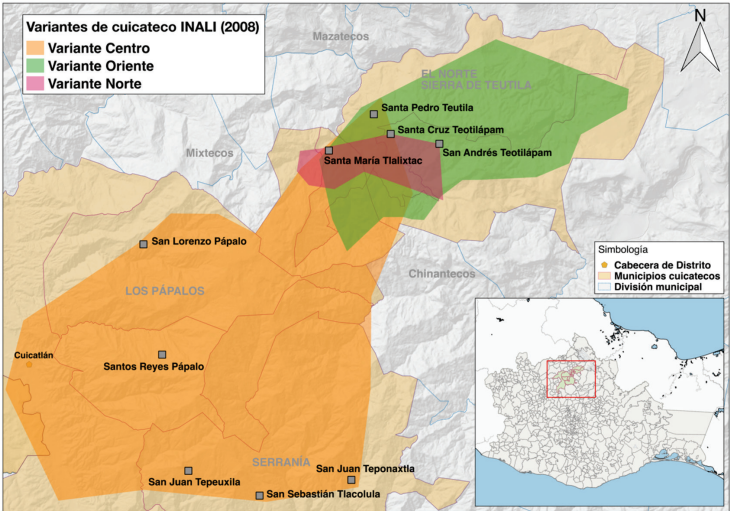 Variantes de cuicateco INALI (2008)
Variante Centro
Variante Oriente
Variante Norte
Mazatecos
N
EL NORTE
SIERRA DE TEUTILA
Santa Pedro Teutila
Santa Cruz Teotilápam
San Andrés Teotilápam
Santa María Tlalixtac
Mixtecos
San Lorenzo Pápalo
Chinantecos
LOS PÁPALOS
Cuicatlán
Santos Reyes Pápalo
SERRANÍA
San Juan Teponaxtla
San Juan Tepeuxila
San Sebastián Tlacolula
Simbología
Cabecera de Distrito
Municipios cuicatecos
División municipal